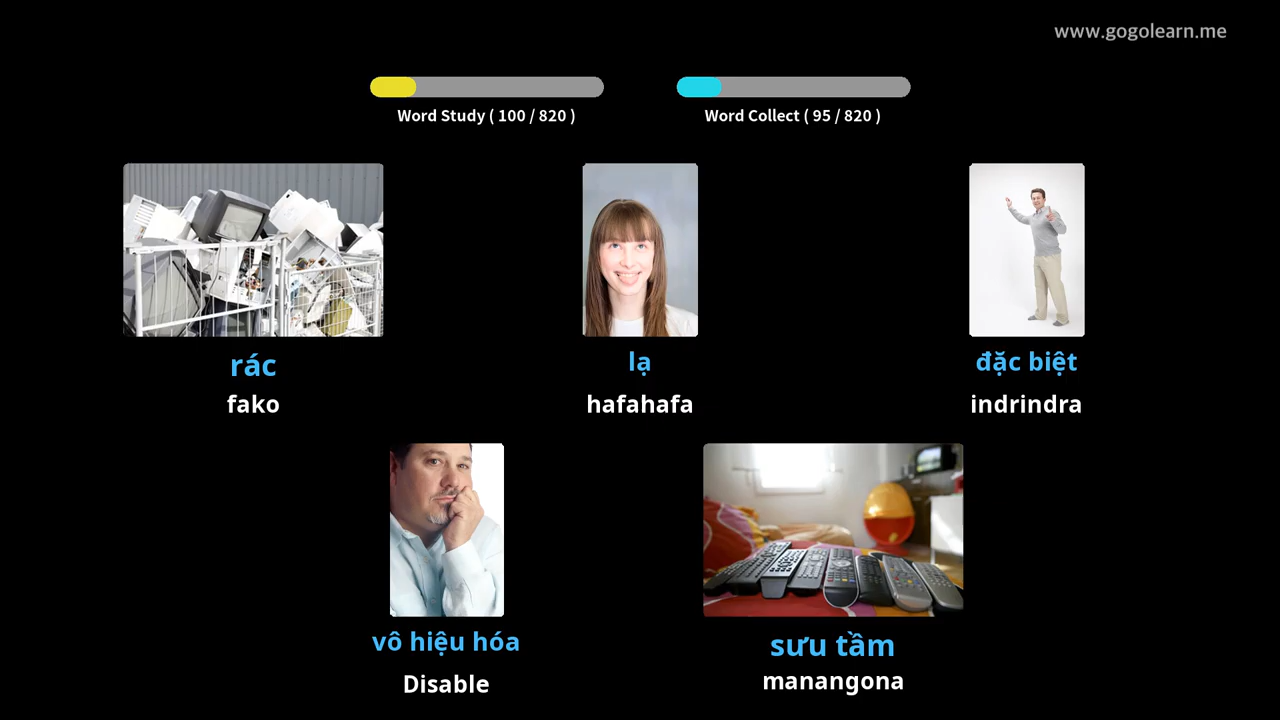 www.gogolearn.me
Word Study ( 100 / 820 )
Word Collect ( 95 / 820 )
rác
fako
lạ
hafahafa
đặc biệt
indrindra
vô hiệu hóa
Disable
sưu tầm
manangona